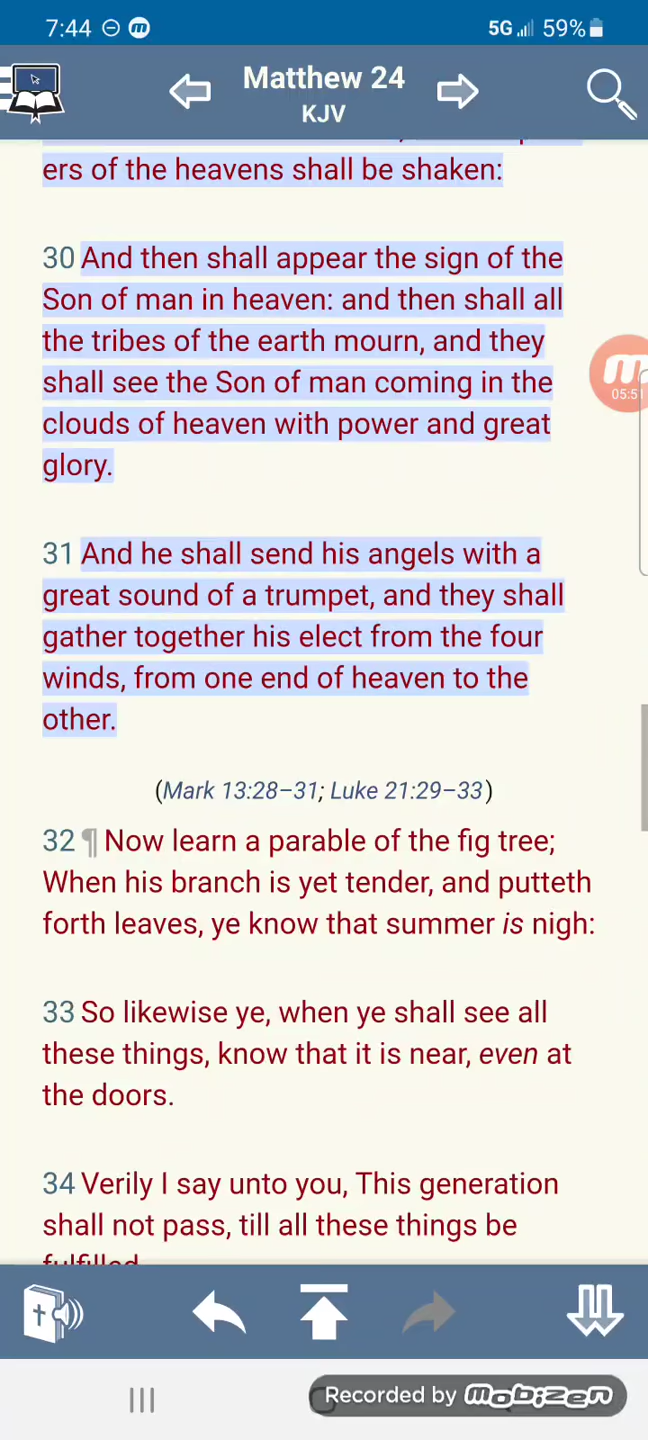 7:44
5G 59%
Matthew 24
KJV
ers of the heavens shall be shaken:
30 And then shall appear the sign of the
Son of man in heaven: and then shall all
the tribes of the earth mourn, and they
shall see the Son of man coming in the
clouds of heaven with power and great
glory.
31 And he shall send his angels with a
great sound of a trumpet, and they shall
gather together his elect from the four
winds, from one end of heaven to the
other.
(Mark 13:28–31; Luke 21:29–33)
32 ¶ Now learn a parable of the fig tree;
When his branch is yet tender, and putteth
forth leaves, ye know that summer is nigh:
33 So likewise ye, when ye shall see all
these things, know that it is near, even at
the doors.
34 Verily I say unto you, This generation
shall not pass, till all these things be
fulfilled
05:51
Recorded by mobizen